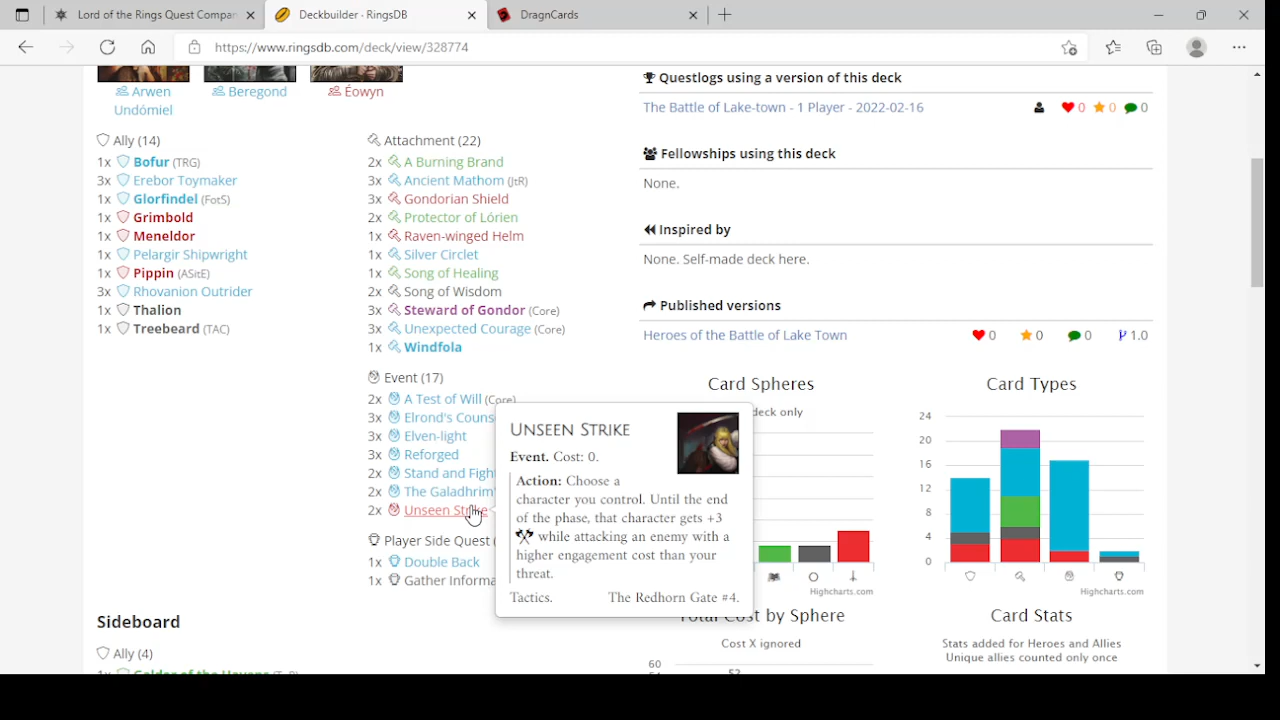 Lord of the Rings Quest Compan
Deckbuilder · RingsDB
DragnCards
https://www.ringsdb.com/deck/view/328774
Arwen
Undómiel
Beregond
Éowyn
Ally (14)
1x Bofur (TRG)
3x Erebor Toymaker
1x Glorfindel (FotS)
1x Grimbold
1x Meneldor
1x Pelargir Shipwright
1x Pippin (ASitE)
3x Rhovanion Outrider
1x Thalion
1x Treebeard (TAC)
Sideboard
Ally (4)
Attachment (22)
2x A Burning Brand
3x Ancient Mathom (JtR)
3x Gondorian Shield
2x Protector of Lórien
1x Raven-winged Helm
1x Silver Circlet
1x Song of Healing
2x Song of Wisdom
3x Steward of Gondor (Core)
3x Unexpected Courage (Core)
1x Windfola
Event (17)
2x A Test of Will (Core)
3x Elrond's Couns
3x Elven-light
3x Reforged
2x Stand and Figh
2x The Galadhrim'
2x Unseen Strike
Player Side Quest (
1x Double Back
1x Gather Informa
UNSEEN STRIKE
Event. Cost: 0.
Action: Choose a
character you control. Until the end
of the phase, that character gets +3
while attacking an enemy with a
higher engagement cost than your
threat.
Tactics. The Redhorn Gate #4.
Questlogs using a version of this deck
The Battle of Lake-town - 1 Player - 2022-02-16 0 0 0
Fellowships using this deck
None.
Inspired by
None. Self-made deck here.
Published versions
Heroes of the Battle of Lake Town 0 0 0 1.0
Card Spheres
deck only
Highcharts.com
Total Cost by Sphere
Cost X ignored
60
52
Card Types
24
20
16
12
8
4
0
Highcharts.com
Card Stats
Stats added for Heroes and Allies
Unique allies counted only once